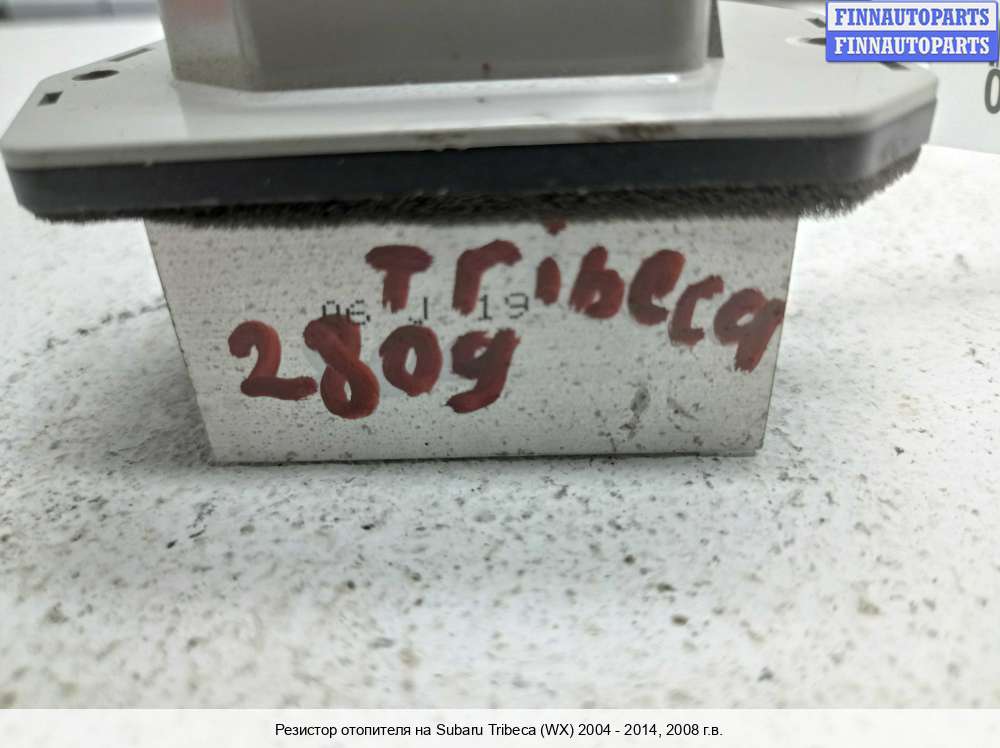 FINNAUTOPARTS
FINNAUTOPARTS
Tribeca
06 J 19
2809
Резистор отопителя на Subaru Tribeca (WX) 2004 - 2014, 2008 г.в.